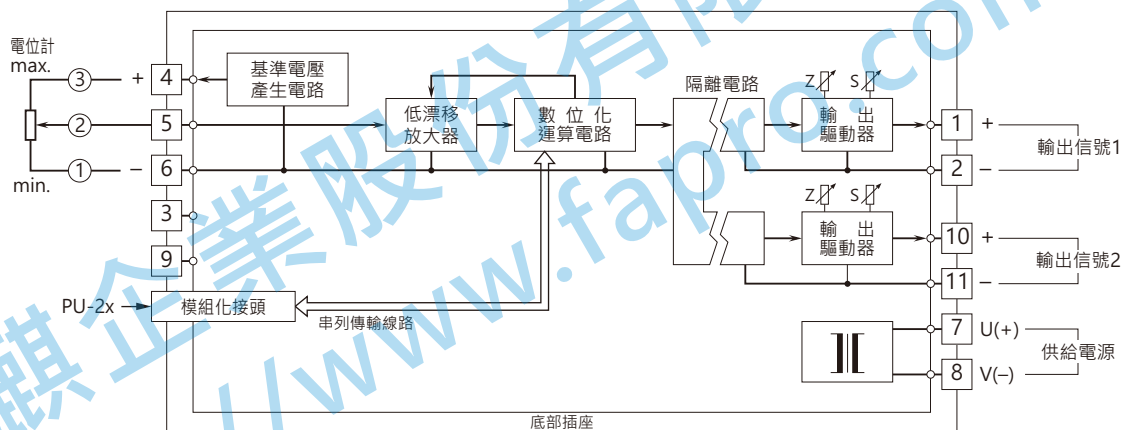 電位計
max.
③
+
4
基準電壓
產生電路
②
5
低漂移
放大器
數位化
運算電路
隔離電路
Z
S
輸出
驅動器
1
+
輸出信號1
2
−
①
−
6
min.
3
9
Z
S
輸出
驅動器
10
+
輸出信號2
11
−
PU-2x
模組化接頭
串列傳輸線路
7
U(+)
供給電源
8
V(−)
底部插座
麒企業股份有限
//www.fapro.com